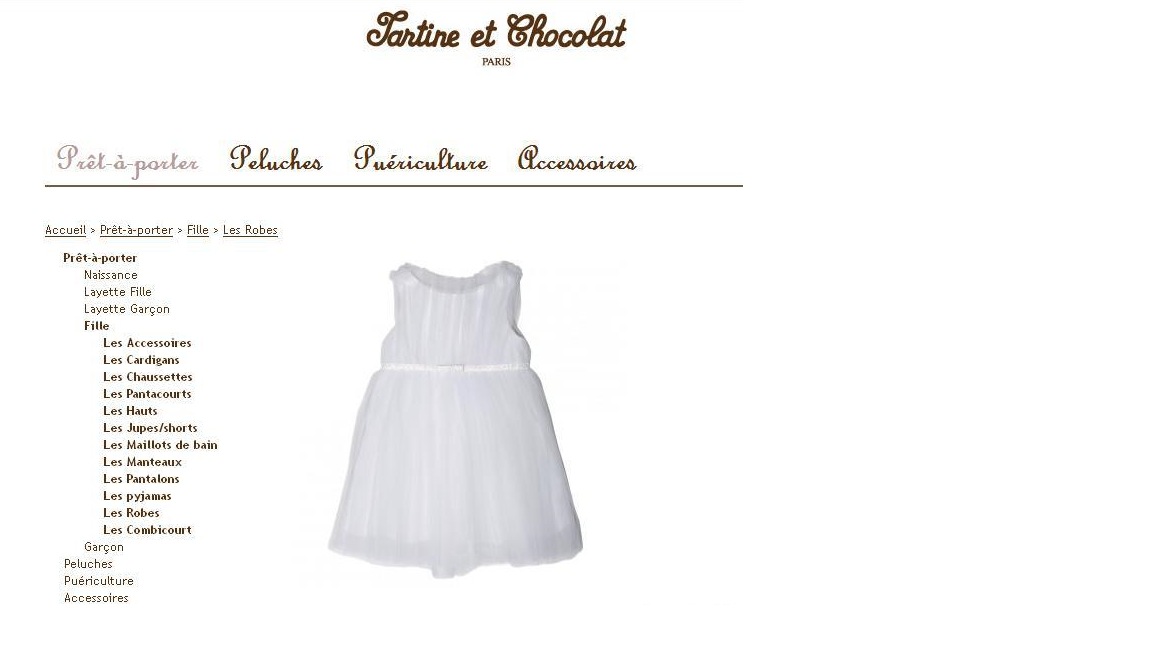 Tartine et Chocolat
PARIS
Prêt-à-porter Peluches Puériculture Accessoires
Accueil > Prêt-à-porter > Fille > Les Robes
Prêt-à-porter
Naissance
Layette Fille
Layette Garçon
Fille
Les Accessoires
Les Cardigans
Les Chaussettes
Les Pantacourts
Les Hauts
Les Jupes/shorts
Les Maillots de bain
Les Manteaux
Les Pantalons
Les pyjamas
Les Robes
Les Combicourt
Garçon
Peluches
Puériculture
Accessoires